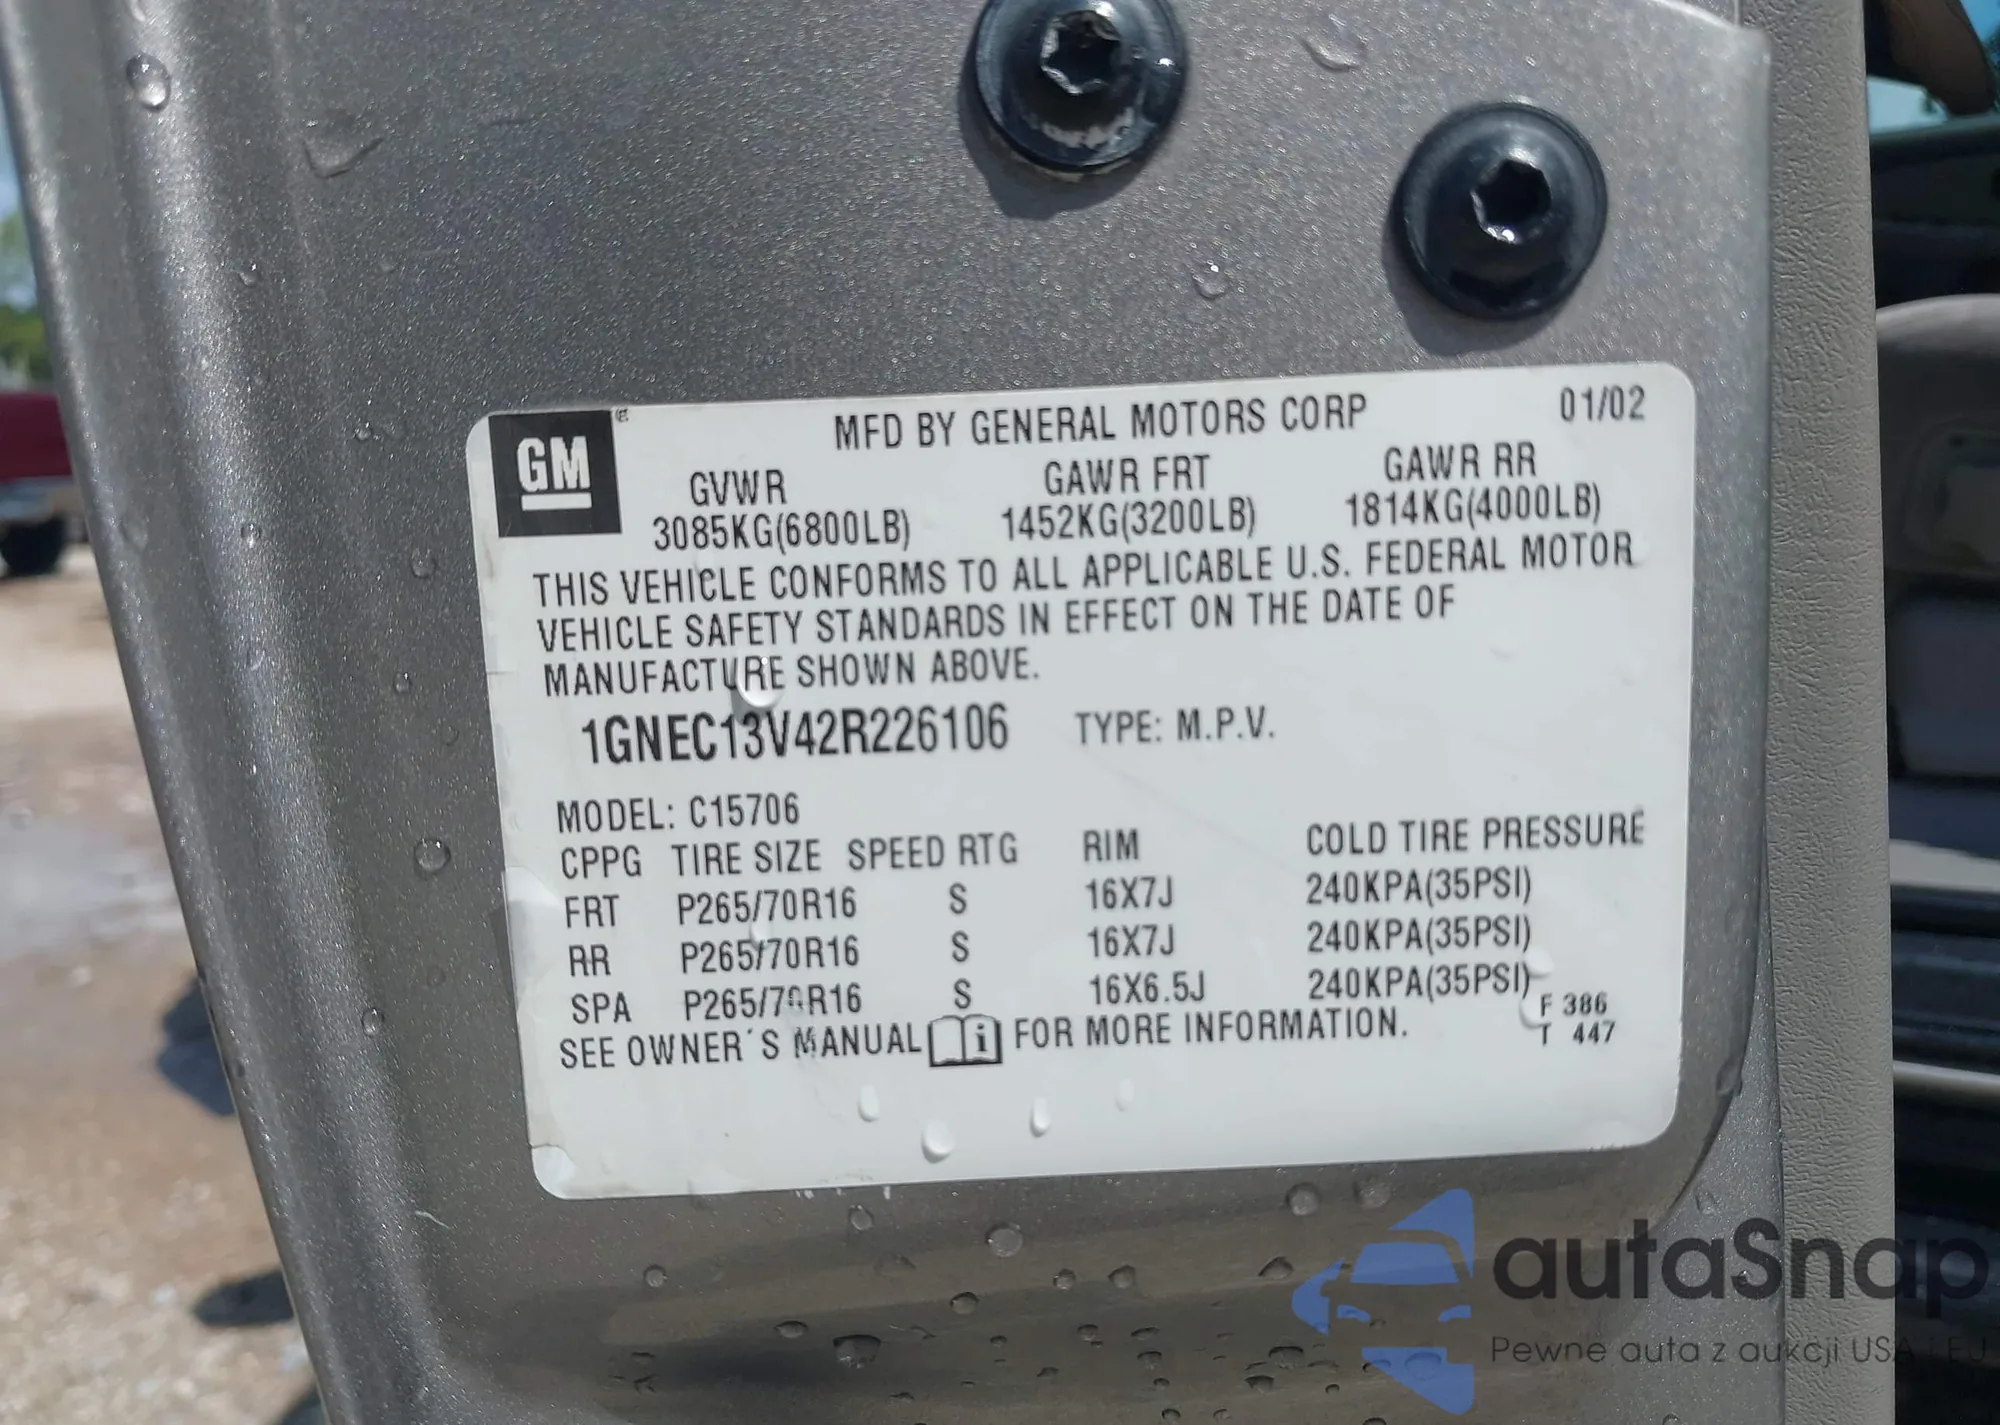 GM
MFD BY GENERAL MOTORS CORP 01/02
GVWR GAWR FRT GAWR RR
3085KG(6800LB) 1452KG(3200LB) 1814KG(4000LB)
THIS VEHICLE CONFORMS TO ALL APPLICABLE U.S. FEDERAL MOTOR
VEHICLE SAFETY STANDARDS IN EFFECT ON THE DATE OF
MANUFACTURE SHOWN ABOVE.
1GNEC13V42R226106 TYPE: M.P.V.
MODEL: C15706
CPPG TIRE SIZE SPEED RTG RIM COLD TIRE PRESSURE
FRT P265/70R16 S 16X7J 240KPA(35PSI)
RR P265/70R16 S 16X7J 240KPA(35PSI)
SPA P265/70R16 S 16X6.5J 240KPA(35PSI)
SEE OWNER'S MANUAL i FOR MORE INFORMATION.
F 386
T 447
autaSnap
Pewne auta z aukcji USA i EU